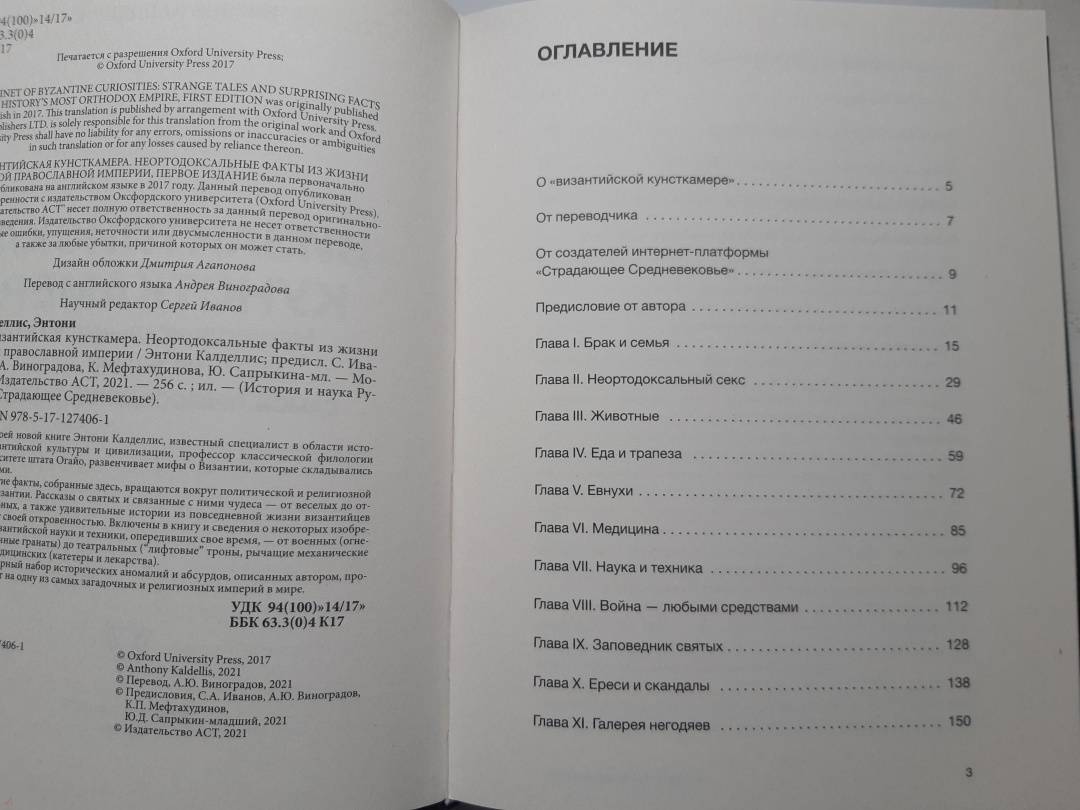 94(100)»14/17»
3.3(0)4
17
Печатается с разрешения Oxford University Press;
© Oxford University Press 2017
INET OF BYZANTINE CURIOSITIES: STRANGE TALES AND SURPRISING FACTS
HISTORY'S MOST ORTHODOX EMPIRE, FIRST EDITION was originally published
ish in 2017. This translation is published by arrangement with Oxford University Press.
blishers LTD. is solely responsible for this translation from the original work and Oxford
sity Press shall have no liability for any errors, omissions or inaccuracies or ambiguities
in such translation or for any losses caused by reliance thereon.
АНТИЙСКАЯ КУНСТКАМЕРА. НЕОРТОДОКСАЛЬНЫЕ ФАКТЫ ИЗ ЖИЗНИ
ОЙ ПРАВОСЛАВНОЙ ИМПЕРИИ, ПЕРВОЕ ИЗДАНИЕ была первоначально
бликована на английском языке в 2017 году. Данный перевод опубликован
оренности с издательством Оксфордского университета (Oxford University Press).
дательство АСТ" несет полную ответственность за данный перевод оригинально-
ведения. Издательство Оксфордского университета не несет ответственности
ые ошибки, упущения, неточности или двусмысленности в данном переводе,
а также за любые убытки, причиной которых он может стать.
Дизайн обложки Дмитрия Агапонова
Перевод с английского языка Андрея Виноградова
Научный редактор Сергей Иванов
деллис, Энтони
изантийская кунсткамера. Неортодоксальные факты из жизни
й православной империи / Энтони Калделлис; предисл. С. Ива-
А. Виноградова, К. Мефтахудинова, Ю. Сапрыкина-мл. — Мо-
Издательство АСТ, 2021. — 256 с. ; ил. — (История и наука Ру-
Страдающее Средневековье).
N 978-5-17-127406-1
оей новой книге Энтони Калделлис, известный специалист в области исто-
антийской культуры и цивилизации, профессор классической филологии
рситете штата Огайо, развенчивает мифы о Византии, которые складывались
ми.
гие факты, собранные здесь, вращаются вокруг политической и религиозной
изантии. Рассказы о святых и связанные с ними чудеса — от веселых до от-
ных, а также удивительные истории из повседневной жизни византийцев
т своей откровенностью. Включены в книгу и сведения о некоторых изобре-
зантийской науки и техники, опередивших свое время, — от военных (огне-
нные гранаты) до театральных ("лифтовые" троны, рычащие механические
дицинских (катетеры и лекарства).
ерный набор исторических аномалий и абсурдов, описанных автором, про-
т на одну из самых загадочных и религиозных империй в мире.
УДК 94(100)»14/17»
ББК 63.3(0)4 К17
7406-1
© Oxford University Press, 2017
© Anthony Kaldellis, 2021
© Перевод, А.Ю. Виноградов, 2021
© Предисловия, С.А. Иванов, А.Ю. Виноградов,
К.П. Мефтахудинов,
Ю.Д. Сапрыкин-младший, 2021
© Издательство АСТ, 2021
ОГЛАВЛЕНИЕ
О «византийской кунсткамере» 5
От переводчика 7
От создателей интернет-платформы
«Страдающее Средневековье» 9
Предисловие от автора 11
Глава I. Брак и семья 15
Глава II. Неортодоксальный секс 29
Глава III. Животные 46
Глава IV. Еда и трапеза 59
Глава V. Евнухи 72
Глава VI. Медицина 85
Глава VII. Наука и техника 96
Глава VIII. Война — любыми средствами 112
Глава IX. Заповедник святых 128
Глава X. Ереси и скандалы 138
Глава XI. Галерея негодяев 150
3